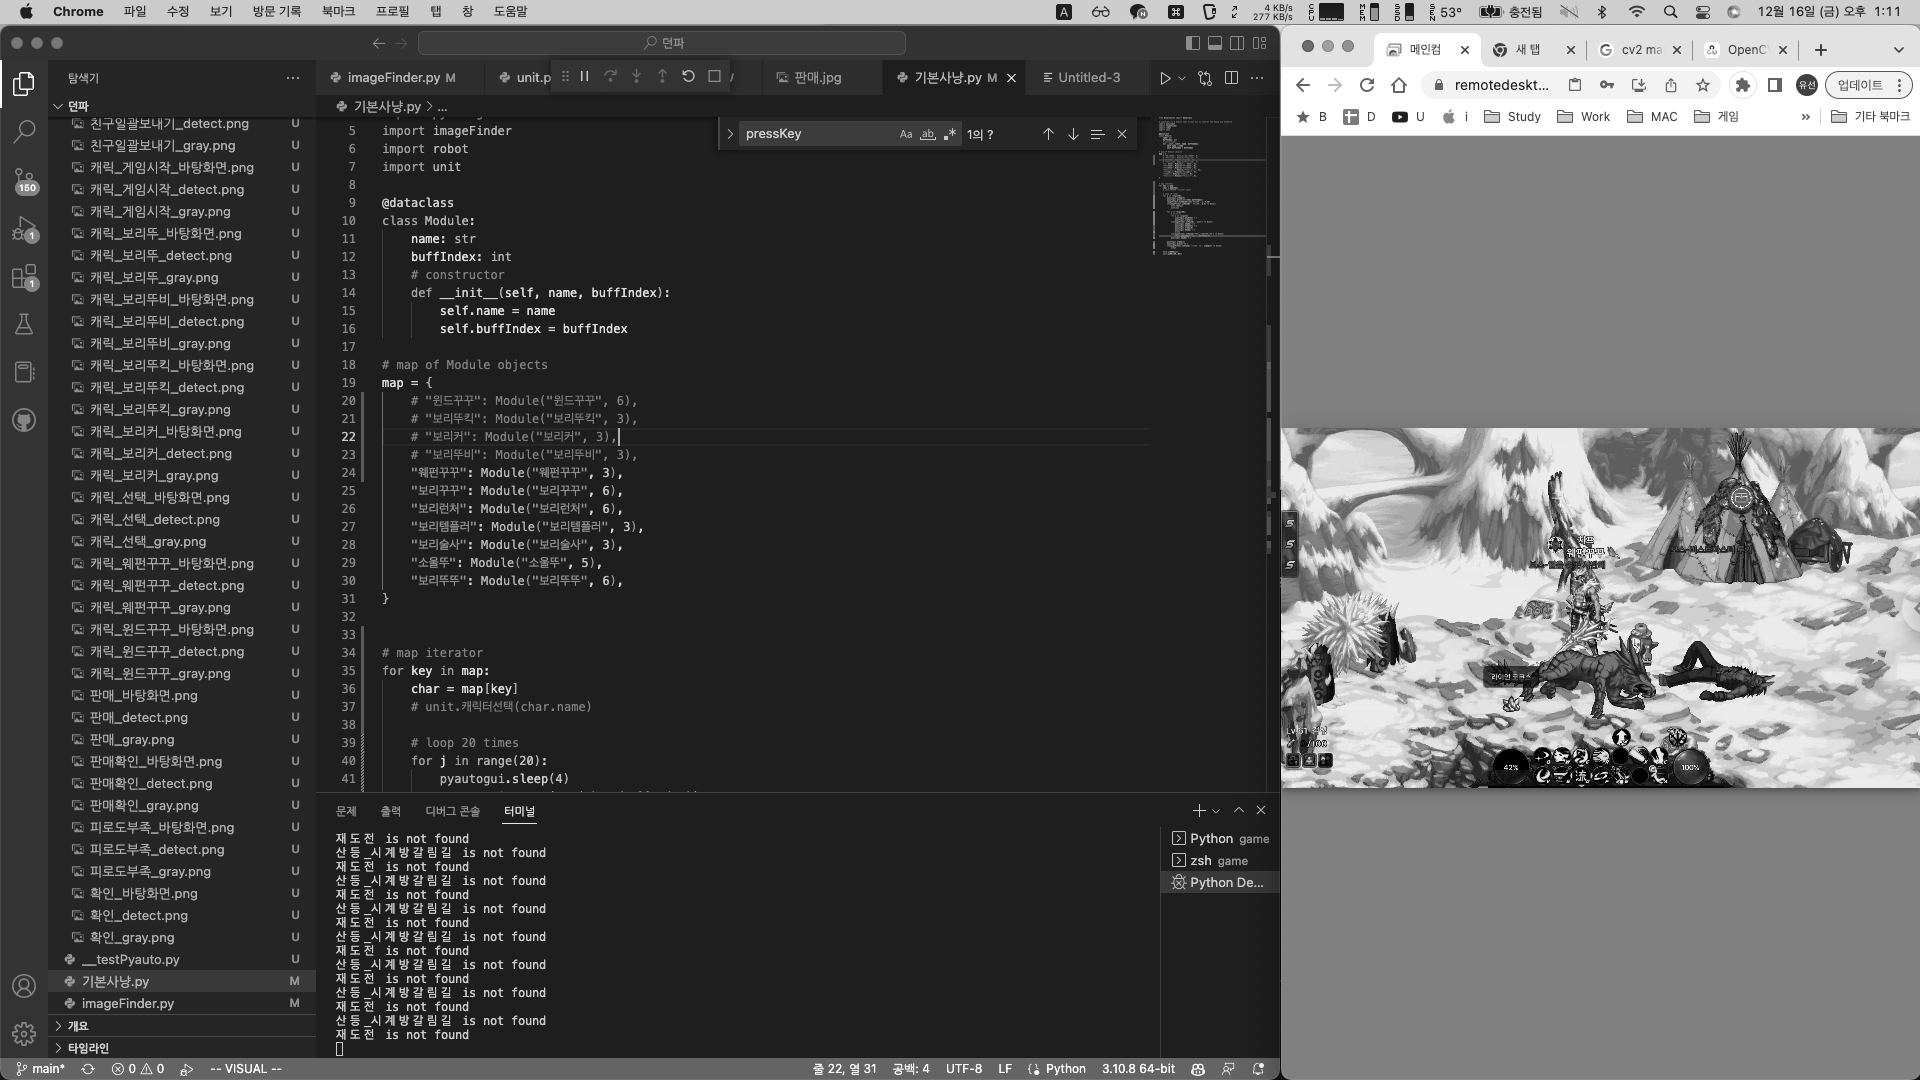 Chrome 파일 수정 보기 방문 기록 북마크 프로필 탭 창 도움말
4 KB/s
277 KB/s
53° 충전됨
12월 16일 (금) 오후 1:11
던파
탐색기
던파
친구일괄보내기_detect.png U
친구일괄보내기_gray.png U
캐릭_게임시작_바탕화면.png U
캐릭_게임시작_detect.png U
캐릭_게임시작_gray.png U
캐릭_보리뚜_바탕화면.png U
캐릭_보리뚜_detect.png U
캐릭_보리뚜_gray.png U
캐릭_보리뚜비_바탕화면.png U
캐릭_보리뚜비_detect.png U
캐릭_보리뚜비_gray.png U
캐릭_보리뚜킥_바탕화면.png U
캐릭_보리뚜킥_detect.png U
캐릭_보리뚜킥_gray.png U
캐릭_보리커_바탕화면.png U
캐릭_보리커_detect.png U
캐릭_보리커_gray.png U
캐릭_선택_바탕화면.png U
캐릭_선택_detect.png U
캐릭_선택_gray.png U
캐릭_웨펀꾸꾸_바탕화면.png U
캐릭_웨펀꾸꾸_detect.png U
캐릭_웨펀꾸꾸_gray.png U
캐릭_윈드꾸꾸_바탕화면.png U
캐릭_윈드꾸꾸_detect.png U
캐릭_윈드꾸꾸_gray.png U
판매_바탕화면.png U
판매_detect.png U
판매_gray.png U
판매확인_바탕화면.png U
판매확인_detect.png U
판매확인_gray.png U
피로도부족_바탕화면.png U
피로도부족_detect.png U
피로도부족_gray.png U
확인_바탕화면.png U
확인_detect.png U
확인_gray.png U
__testPyauto.py U
기본사냥.py M
imageFinder.py M
개요
타임라인
150
1
1
imageFinder.py M
unit.p
판매.jpg
기본사냥.py M
Untitled-3
기본사냥.py > ...
pressKey
1의 ?
5 import imageFinder
6 import robot
7 import unit
8
9 @dataclass
10 class Module:
11 name: str
12 buffIndex: int
13 # constructor
14 def __init__(self, name, buffIndex):
15 self.name = name
16 self.buffIndex = buffIndex
17
18 # map of Module objects
19 map = {
20 # "윈드꾸꾸": Module("윈드꾸꾸", 6),
21 # "보리뚜킥": Module("보리뚜킥", 3),
22 # "보리커": Module("보리커", 3),
23 # "보리뚜비": Module("보리뚜비", 3),
24 "웨펀꾸꾸": Module("웨펀꾸꾸", 3),
25 "보리꾸꾸": Module("보리꾸꾸", 6),
26 "보리런처": Module("보리런처", 6),
27 "보리템플러": Module("보리템플러", 3),
28 "보리술사": Module("보리술사", 3),
29 "소울뚜": Module("소울뚜", 5),
30 "보리뚜뚜": Module("보리뚜뚜", 6),
31 }
32
33
34 # map iterator
35 for key in map:
36 char = map[key]
37 # unit.캐릭터선택(char.name)
38
39 # loop 20 times
40 for j in range(20):
41 pyautogui.sleep(4)
문제 출력 디버그 콘솔 터미널
재도전 is not found
산등_시계방갈림길 is not found
재도전 is not found
산등_시계방갈림길 is not found
재도전 is not found
산등_시계방갈림길 is not found
재도전 is not found
산등_시계방갈림길 is not found
재도전 is not found
산등_시계방갈림길 is not found
재도전 is not found
산등_시계방갈림길 is not found
재도전 is not found
산등_시계방갈림길 is not found
재도전 is not found
Python game
zsh game
Python De...
main* 0 0 -- VISUAL -- 줄 22, 열 31 공백: 4 UTF-8 LF Python 3.10.8 64-bit
메인컴
새 탭
cv2 ma
OpenC
remotedeskt...
유선
업데이트
B D U i Study Work MAC 게임 » 기타 북마크
웨펀꾸꾸
42%
100%